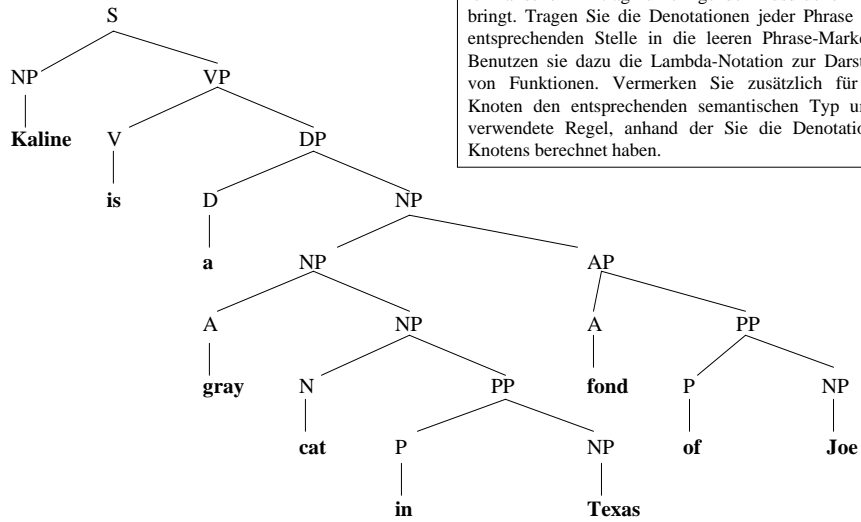 bringt. Tragen Sie die Denotationen jeder Phrase
entsprechenden Stelle in die leeren Phrase-Marke
Benutzen sie dazu die Lambda-Notation zur Darst
von Funktionen. Vermerken Sie zusätzlich für
Knoten den entsprechenden semantischen Typ un
verwendete Regel, anhand der Sie die Denotatio
Knotens berechnet haben.
S
NP VP
Kaline V DP
is D NP
a NP AP
A NP A PP
gray N PP fond P NP
cat P NP of Joe
in Texas